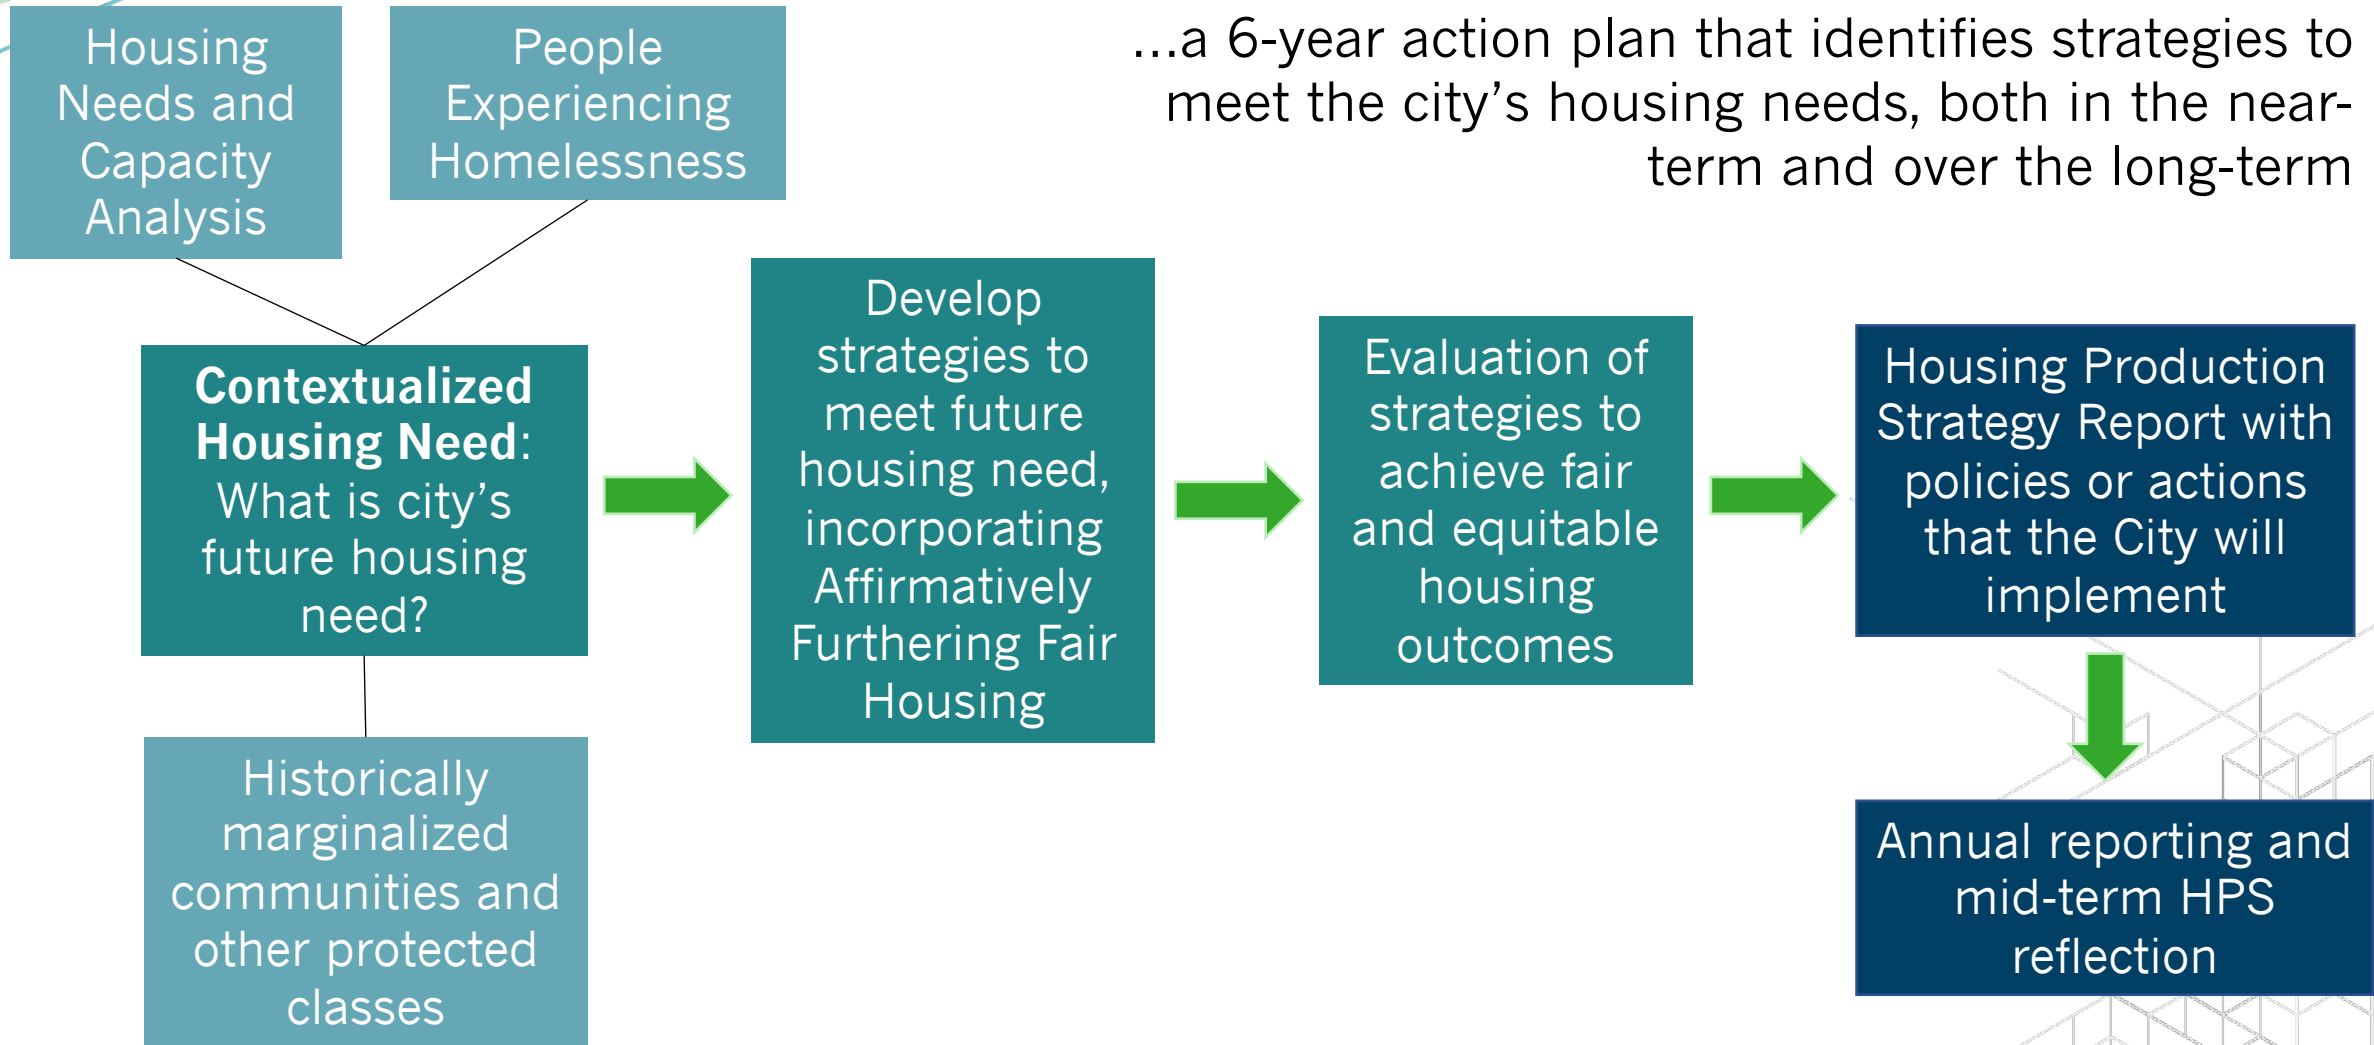 ...a 6-year action plan that identifies strategies to
meet the city’s housing needs, both in the near-
term and over the long-term
Housing
Needs and
Capacity
Analysis
People
Experiencing
Homelessness
Contextualized
Housing Need:
What is city’s
future housing
need?
Historically
marginalized
communities and
other protected
classes
Develop
strategies to
meet future
housing need,
incorporating
Affirmatively
Furthering Fair
Housing
Evaluation of
strategies to
achieve fair
and equitable
housing
outcomes
Housing Production
Strategy Report with
policies or actions
that the City will
implement
Annual reporting and
mid-term HPS
reflection